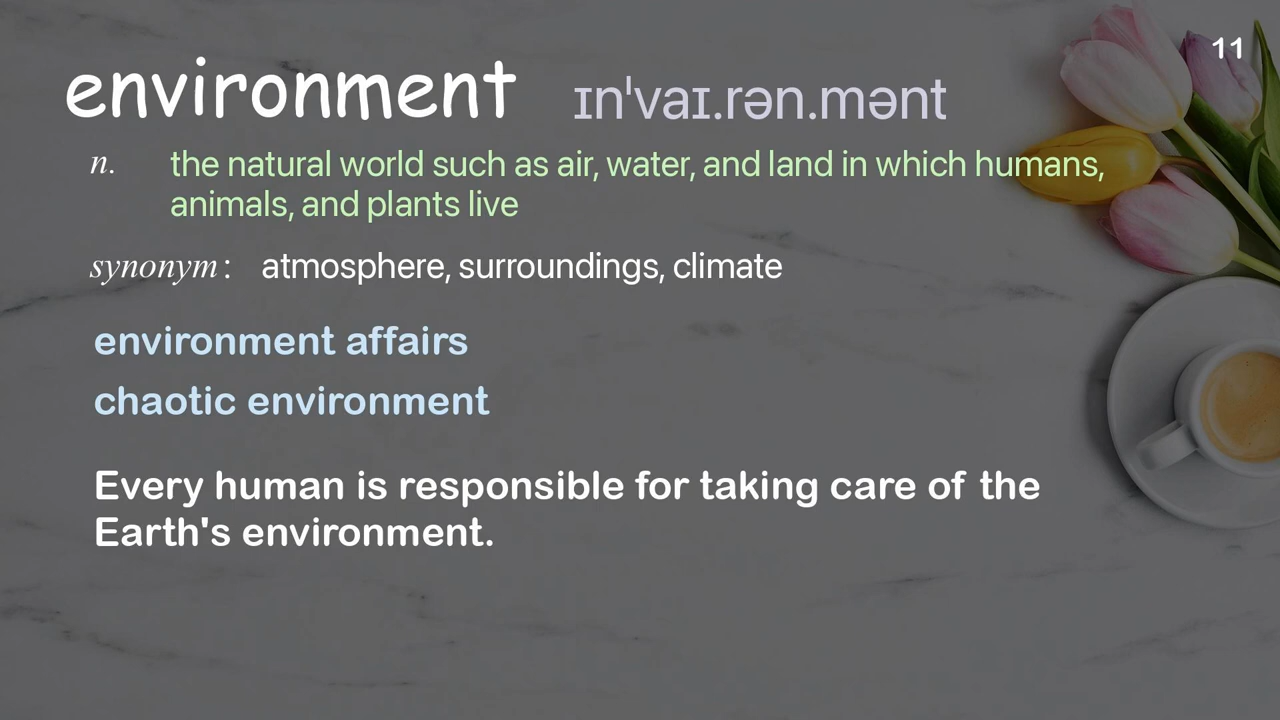 11
environment ɪnˈvaɪ.rən.mənt
n. the natural world such as air, water, and land in which humans,
animals, and plants live
synonym: atmosphere, surroundings, climate
environment affairs
chaotic environment
Every human is responsible for taking care of the
Earth's environment.